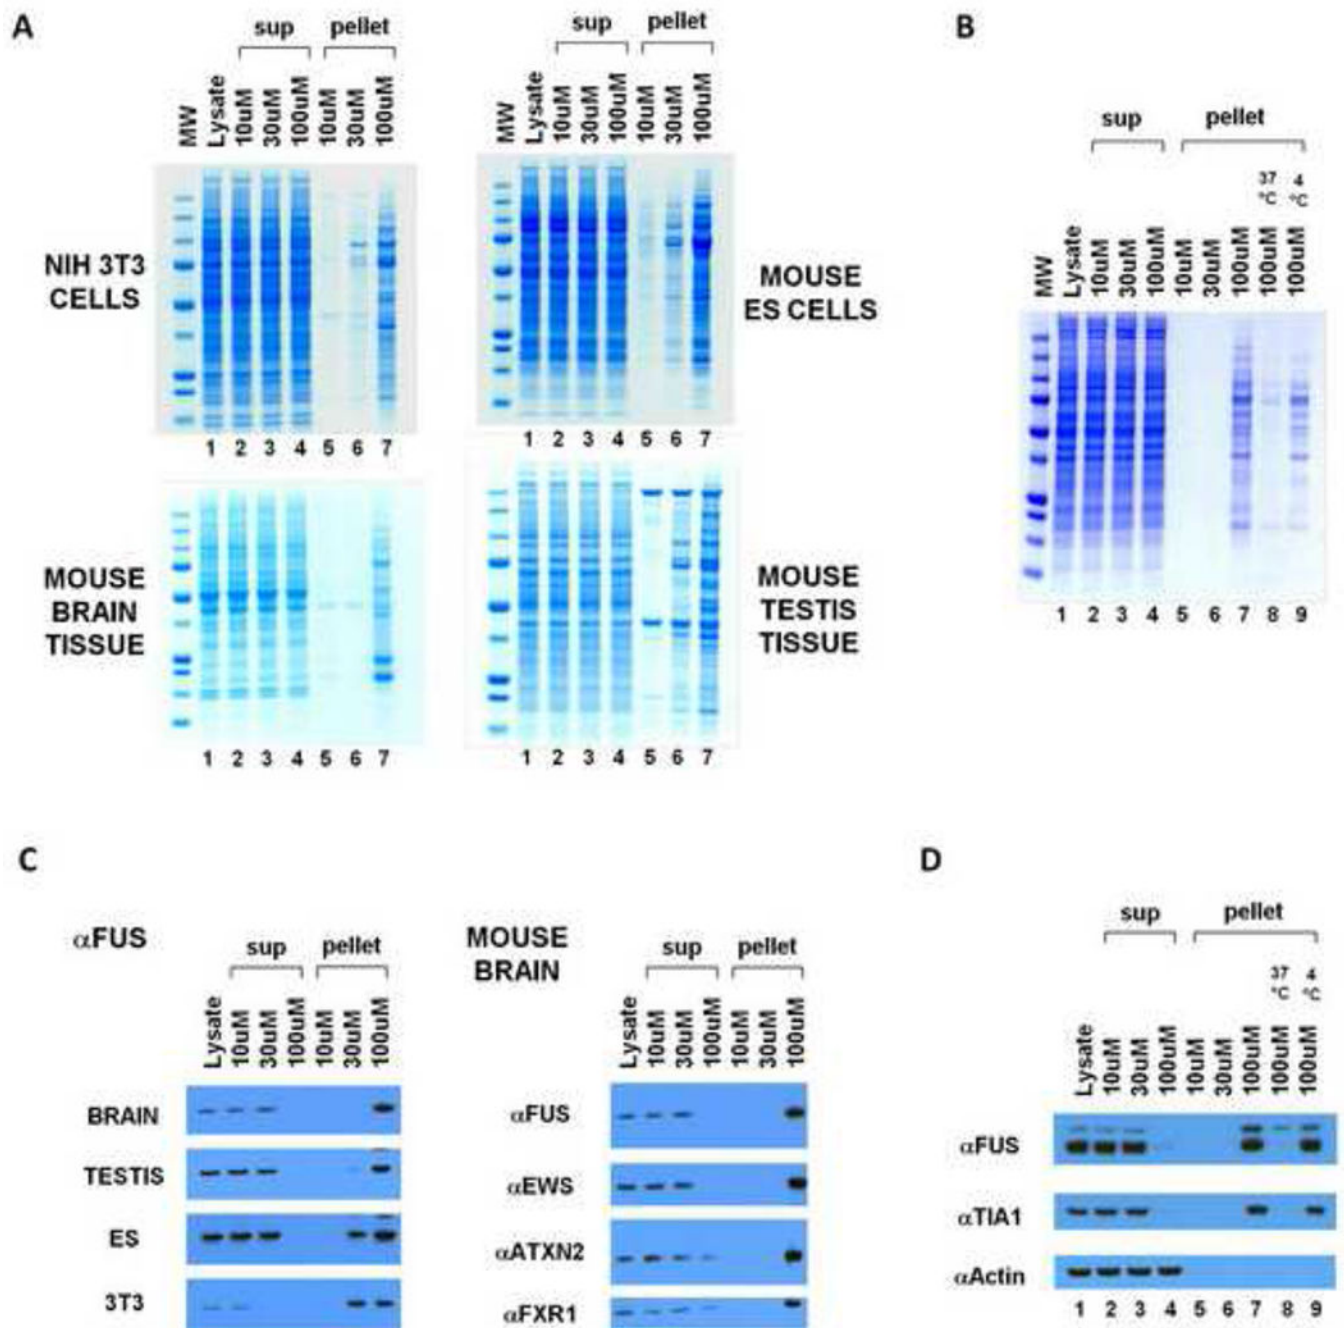 A
sup pellet
MW Lysate 10uM 30uM 100uM 10uM 30uM 100uM
NIH 3T3
CELLS
1 2 3 4 5 6 7
sup pellet
MW Lysate 10uM 30uM 100uM 10uM 30uM 100uM
MOUSE
ES CELLS
1 2 3 4 5 6 7
MOUSE
BRAIN
TISSUE
1 2 3 4 5 6 7
MOUSE
TESTIS
TISSUE
1 2 3 4 5 6 7
B
sup pellet
37 4
°C °C
MW Lysate 10uM 30uM 100uM 10uM 30uM 100uM 100uM 100uM
1 2 3 4 5 6 7 8 9
C
αFUS
sup pellet
Lysate 10uM 30uM 100uM 10uM 30uM 100uM
BRAIN
TESTIS
ES
3T3
MOUSE
BRAIN
sup pellet
Lysate 10uM 30uM 100uM 10uM 30uM 100uM
αFUS
αEWS
αATXN2
αFXR1
D
sup pellet
37 4
°C °C
Lysate 10uM 30uM 100uM 10uM 30uM 100uM 100uM 100uM
αFUS
αTIA1
αActin
1 2 3 4 5 6 7 8 9